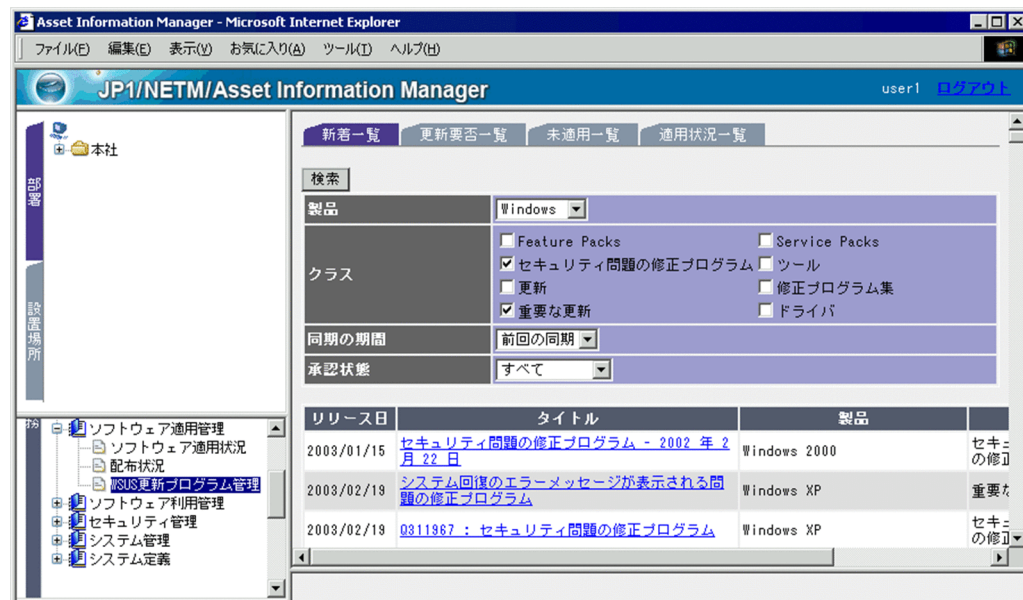 Asset Information Manager - Microsoft Internet Explorer
ファイル(F) 編集(E) 表示(V) お気に入り(A) ツール(T) ヘルプ(H)
JP1/NETM/Asset Information Manager
user1 ログアウト
部署
設置場所
本社
新着一覧 更新要否一覧 未適用一覧 適用状況一覧
検索
製品 Windows
クラス
Feature Packs Service Packs
セキュリティ問題の修正プログラム ツール
更新 修正プログラム集
重要な更新 ドライバ
同期の期間 前回の同期
承認状態 すべて
リリース日 タイトル 製品
2003/01/15 セキュリティ問題の修正プログラム - 2002 年 2
月 22 日 Windows 2000 セキ
の修
2003/02/19 システム回復のエラーメッセージが表示される問
題の修正プログラム Windows XP 重要
2003/02/19 Q311967 : セキュリティ問題の修正プログラム Windows XP セキ
の修
ソフトウェア適用管理
ソフトウェア適用状況
配布状況
WSUS更新プログラム管理
ソフトウェア利用管理
セキュリティ管理
システム管理
システム定義